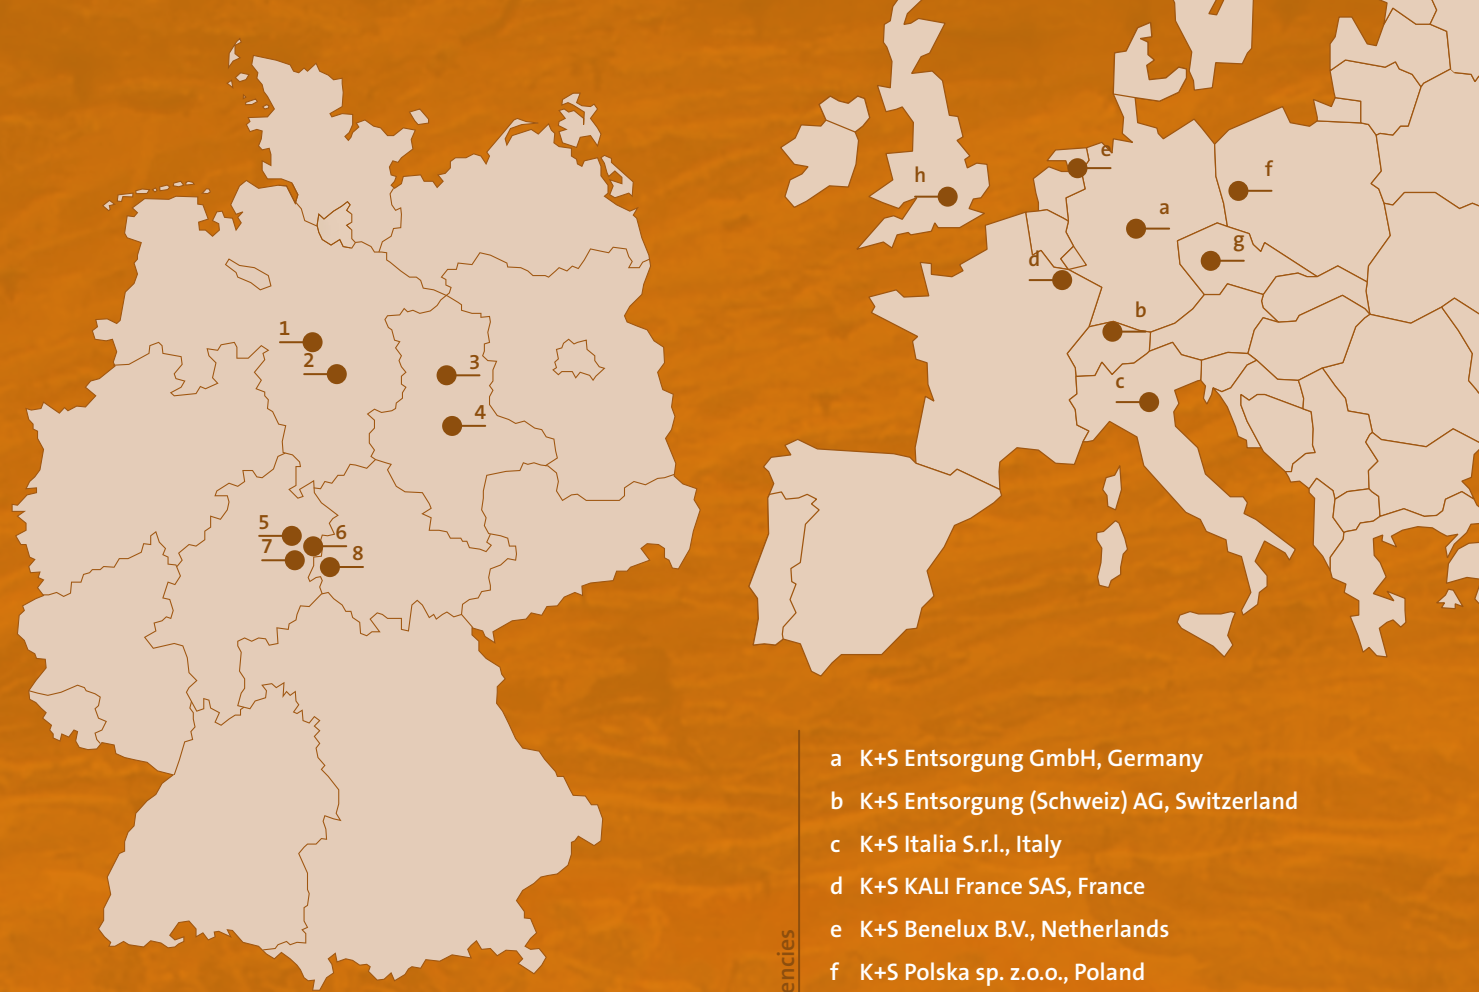 1
2
3
4
5
6
7
8
h
e
f
a
g
d
b
c
a K+S Entsorgung GmbH, Germany
b K+S Entsorgung (Schweiz) AG, Switzerland
c K+S Italia S.r.l., Italy
d K+S KALI France SAS, France
e K+S Benelux B.V., Netherlands
f K+S Polska sp. z.o.o., Poland